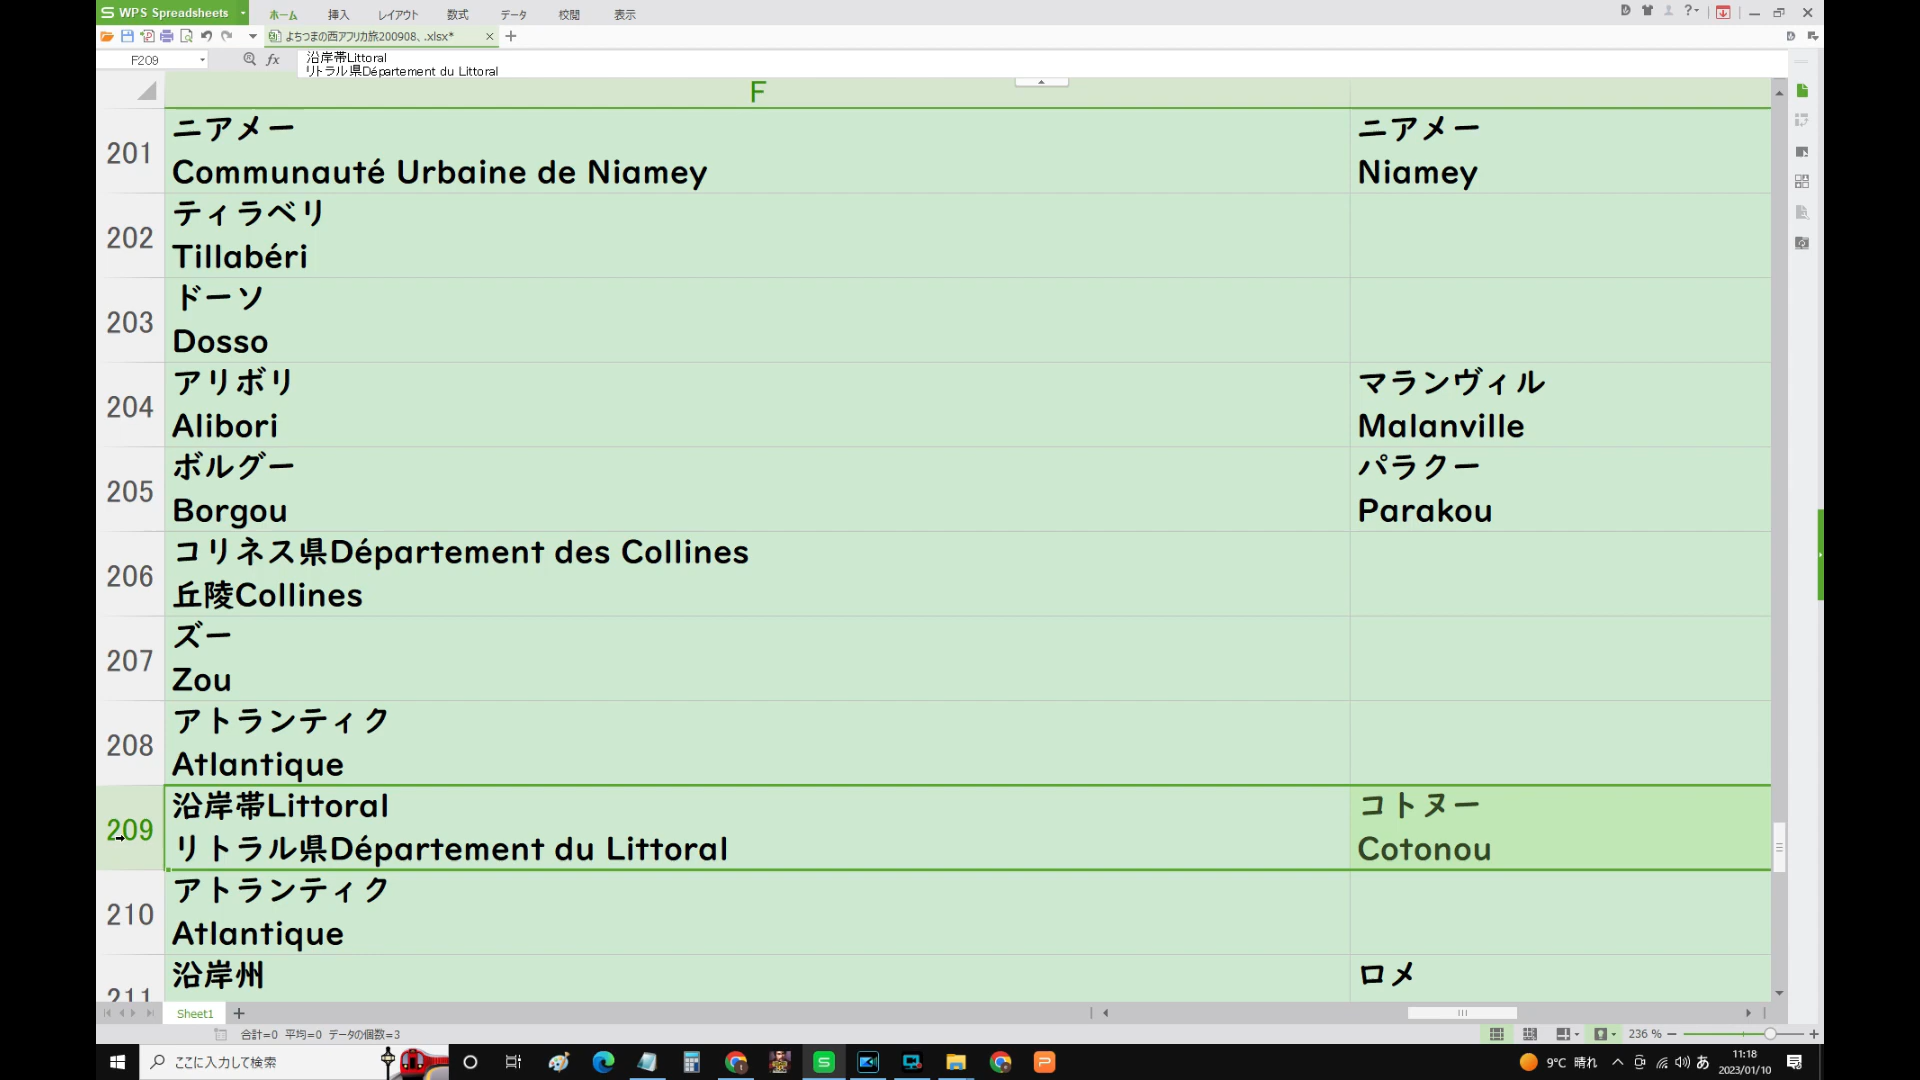 WPS Spreadsheets
ホーム 挿入 レイアウト 数式 データ 校閲 表示
よちつまの西アフリカ旅200908、.xlsx*
F209
fx
沿岸帯Littoral
リトラル県Département du Littoral
F
201
ニアメー
Communauté Urbaine de Niamey
ニアメー
Niamey
202
ティラベリ
Tillabéri
203
ドーソ
Dosso
204
アリボリ
Alibori
マランヴィル
Malanville
205
ボルグー
Borgou
パラクー
Parakou
206
コリネス県Département des Collines
丘陵Collines
207
ズー
Zou
208
アトランティク
Atlantique
209
沿岸帯Littoral
リトラル県Département du Littoral
コトヌー
Cotonou
210
アトランティク
Atlantique
211
沿岸州
ロメ
Sheet1
合計=0 平均=0 データの個数=3
236 %
ここに入力して検索
9°C 晴れ
あ
11:18
2023/01/10